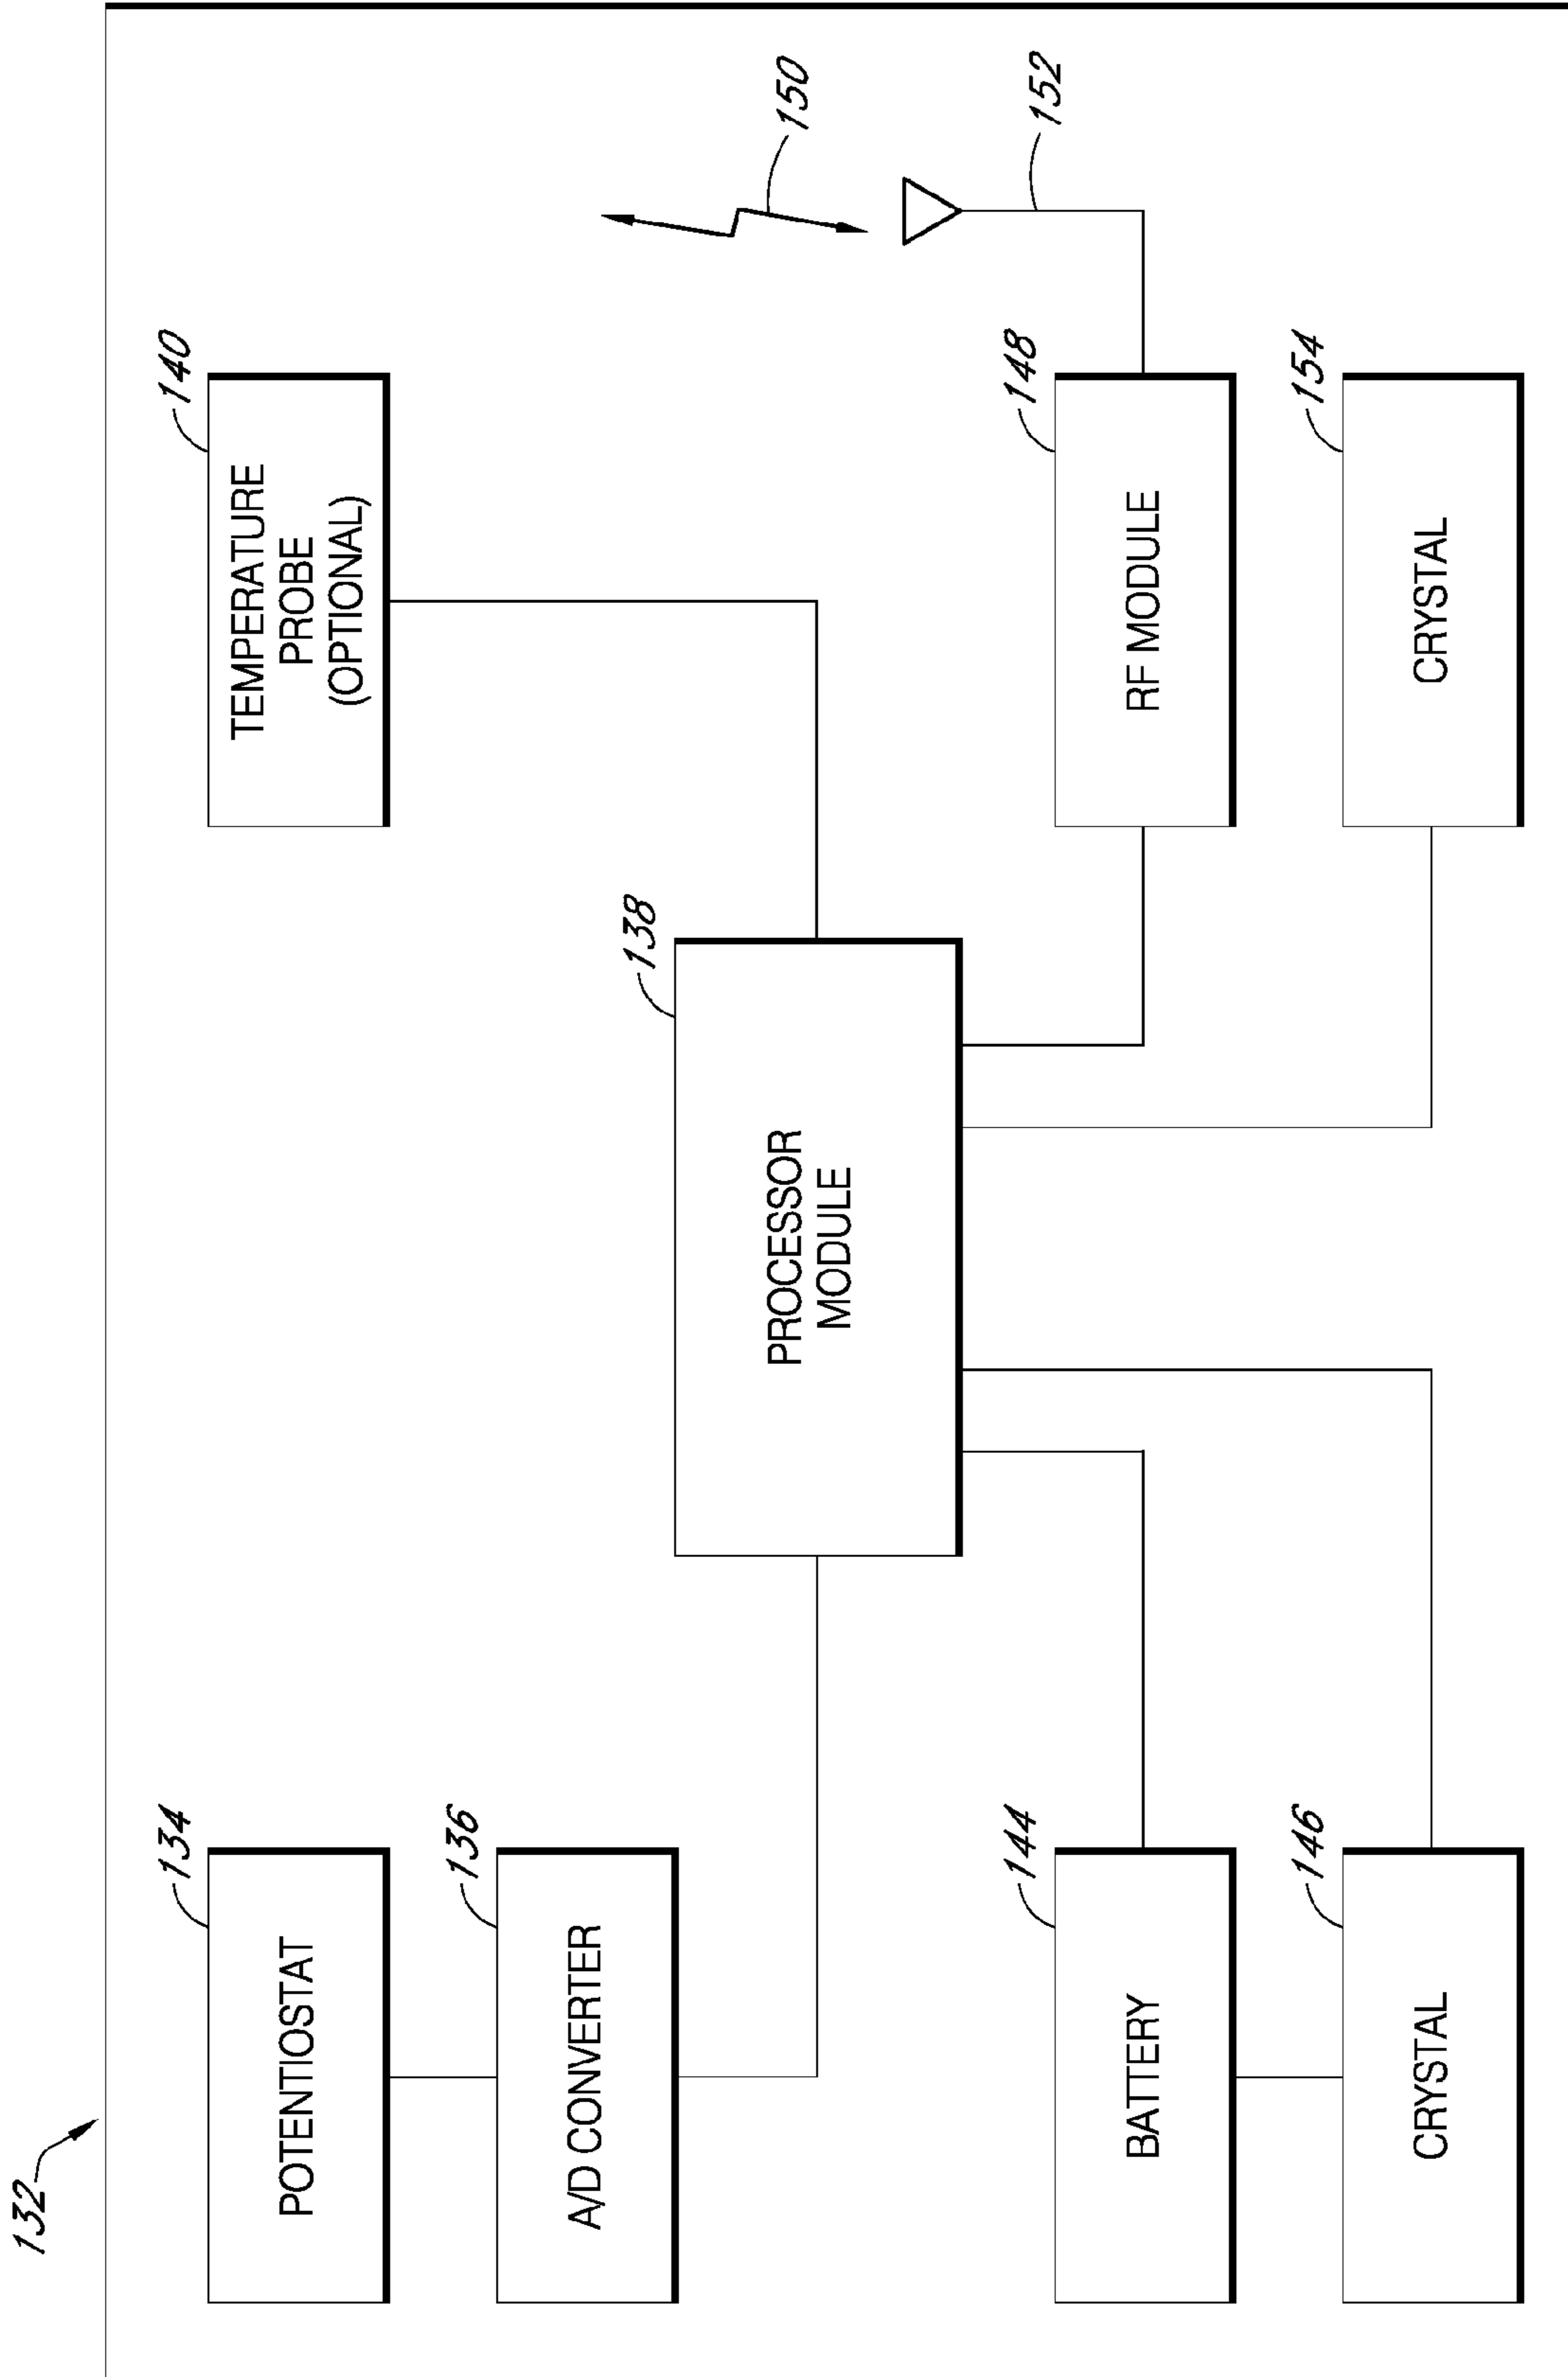 132
134
POTENTIOSTAT
136
A/D CONVERTER
140
TEMPERATURE
PROBE
(OPTIONAL)
138
PROCESSOR
MODULE
150
152
144
BATTERY
146
CRYSTAL
148
RF MODULE
154
CRYSTAL